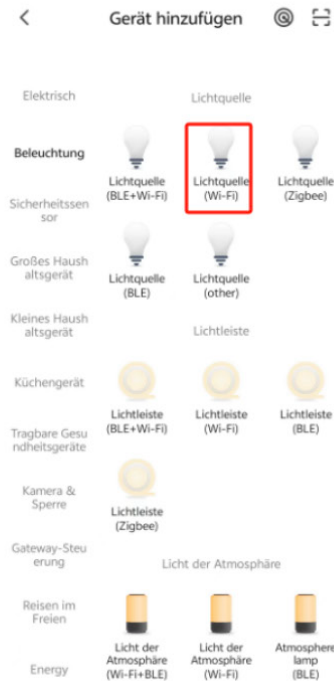 Gerät hinzufügen
Elektrisch
Beleuchtung
Sicherheitssen
sor
Großes Haush
altsgerät
Kleines Haush
altsgerät
Küchengerät
Tragbare Gesu
ndheitsgeräte
Kamera &
Sperre
Gateway-Steu
erung
Reisen im
Freien
Energy
Lichtquelle
Lichtquelle
(BLE+Wi-Fi)
Lichtquelle
(Wi-Fi)
Lichtquelle
(Zigbee)
Lichtquelle
(BLE)
Lichtquelle
(other)
Lichtleiste
Lichtleiste
(BLE+Wi-Fi)
Lichtleiste
(Wi-Fi)
Lichtleiste
(BLE)
Lichtleiste
(Zigbee)
Licht der Atmosphäre
Licht der
Atmosphäre
(Wi-Fi+BLE)
Licht der
Atmosphäre
(Wi-Fi)
Atmosphere
lamp
(BLE)